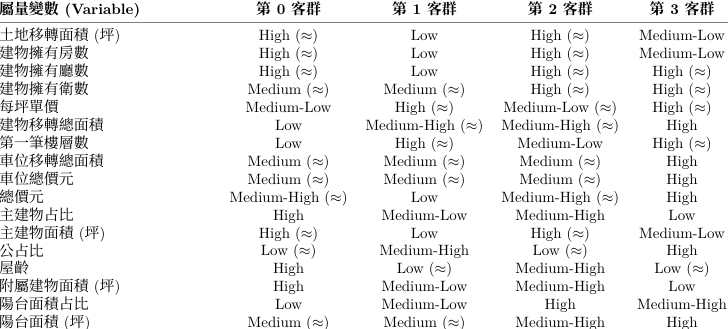 屬量變數 (Variable) 第 0 客群 第 1 客群 第 2 客群 第 3 客群
土地移轉面積 (坪) High (≈) Low High (≈) Medium-Low
建物擁有房數 High (≈) Low High (≈) Medium-Low
建物擁有廳數 High (≈) Low High (≈) High (≈)
建物擁有衛數 Medium (≈) Medium (≈) High (≈) High (≈)
每坪單價 Medium-Low High (≈) Medium-Low (≈) High (≈)
建物移轉總面積 Low Medium-High (≈) Medium-High (≈) High
第一筆樓層數 Low High (≈) Medium-Low High (≈)
車位移轉總面積 Medium (≈) Medium (≈) Medium (≈) High
車位總價元 Medium (≈) Medium (≈) Medium (≈) High
總價元 Medium-High (≈) Low Medium-High (≈) High
主建物占比 High Medium-Low Medium-High Low
主建物面積 (坪) High (≈) Low High (≈) Medium-Low
公占比 Low (≈) Medium-High Low (≈) High
屋齡 High Low (≈) Medium-High Low (≈)
附屬建物面積 (坪) High Medium-Low Medium-High Low
陽台面積占比 Low Medium-Low High Medium-High
陽台面積 (坪) Medium (≈) Medium (≈) Medium-High High